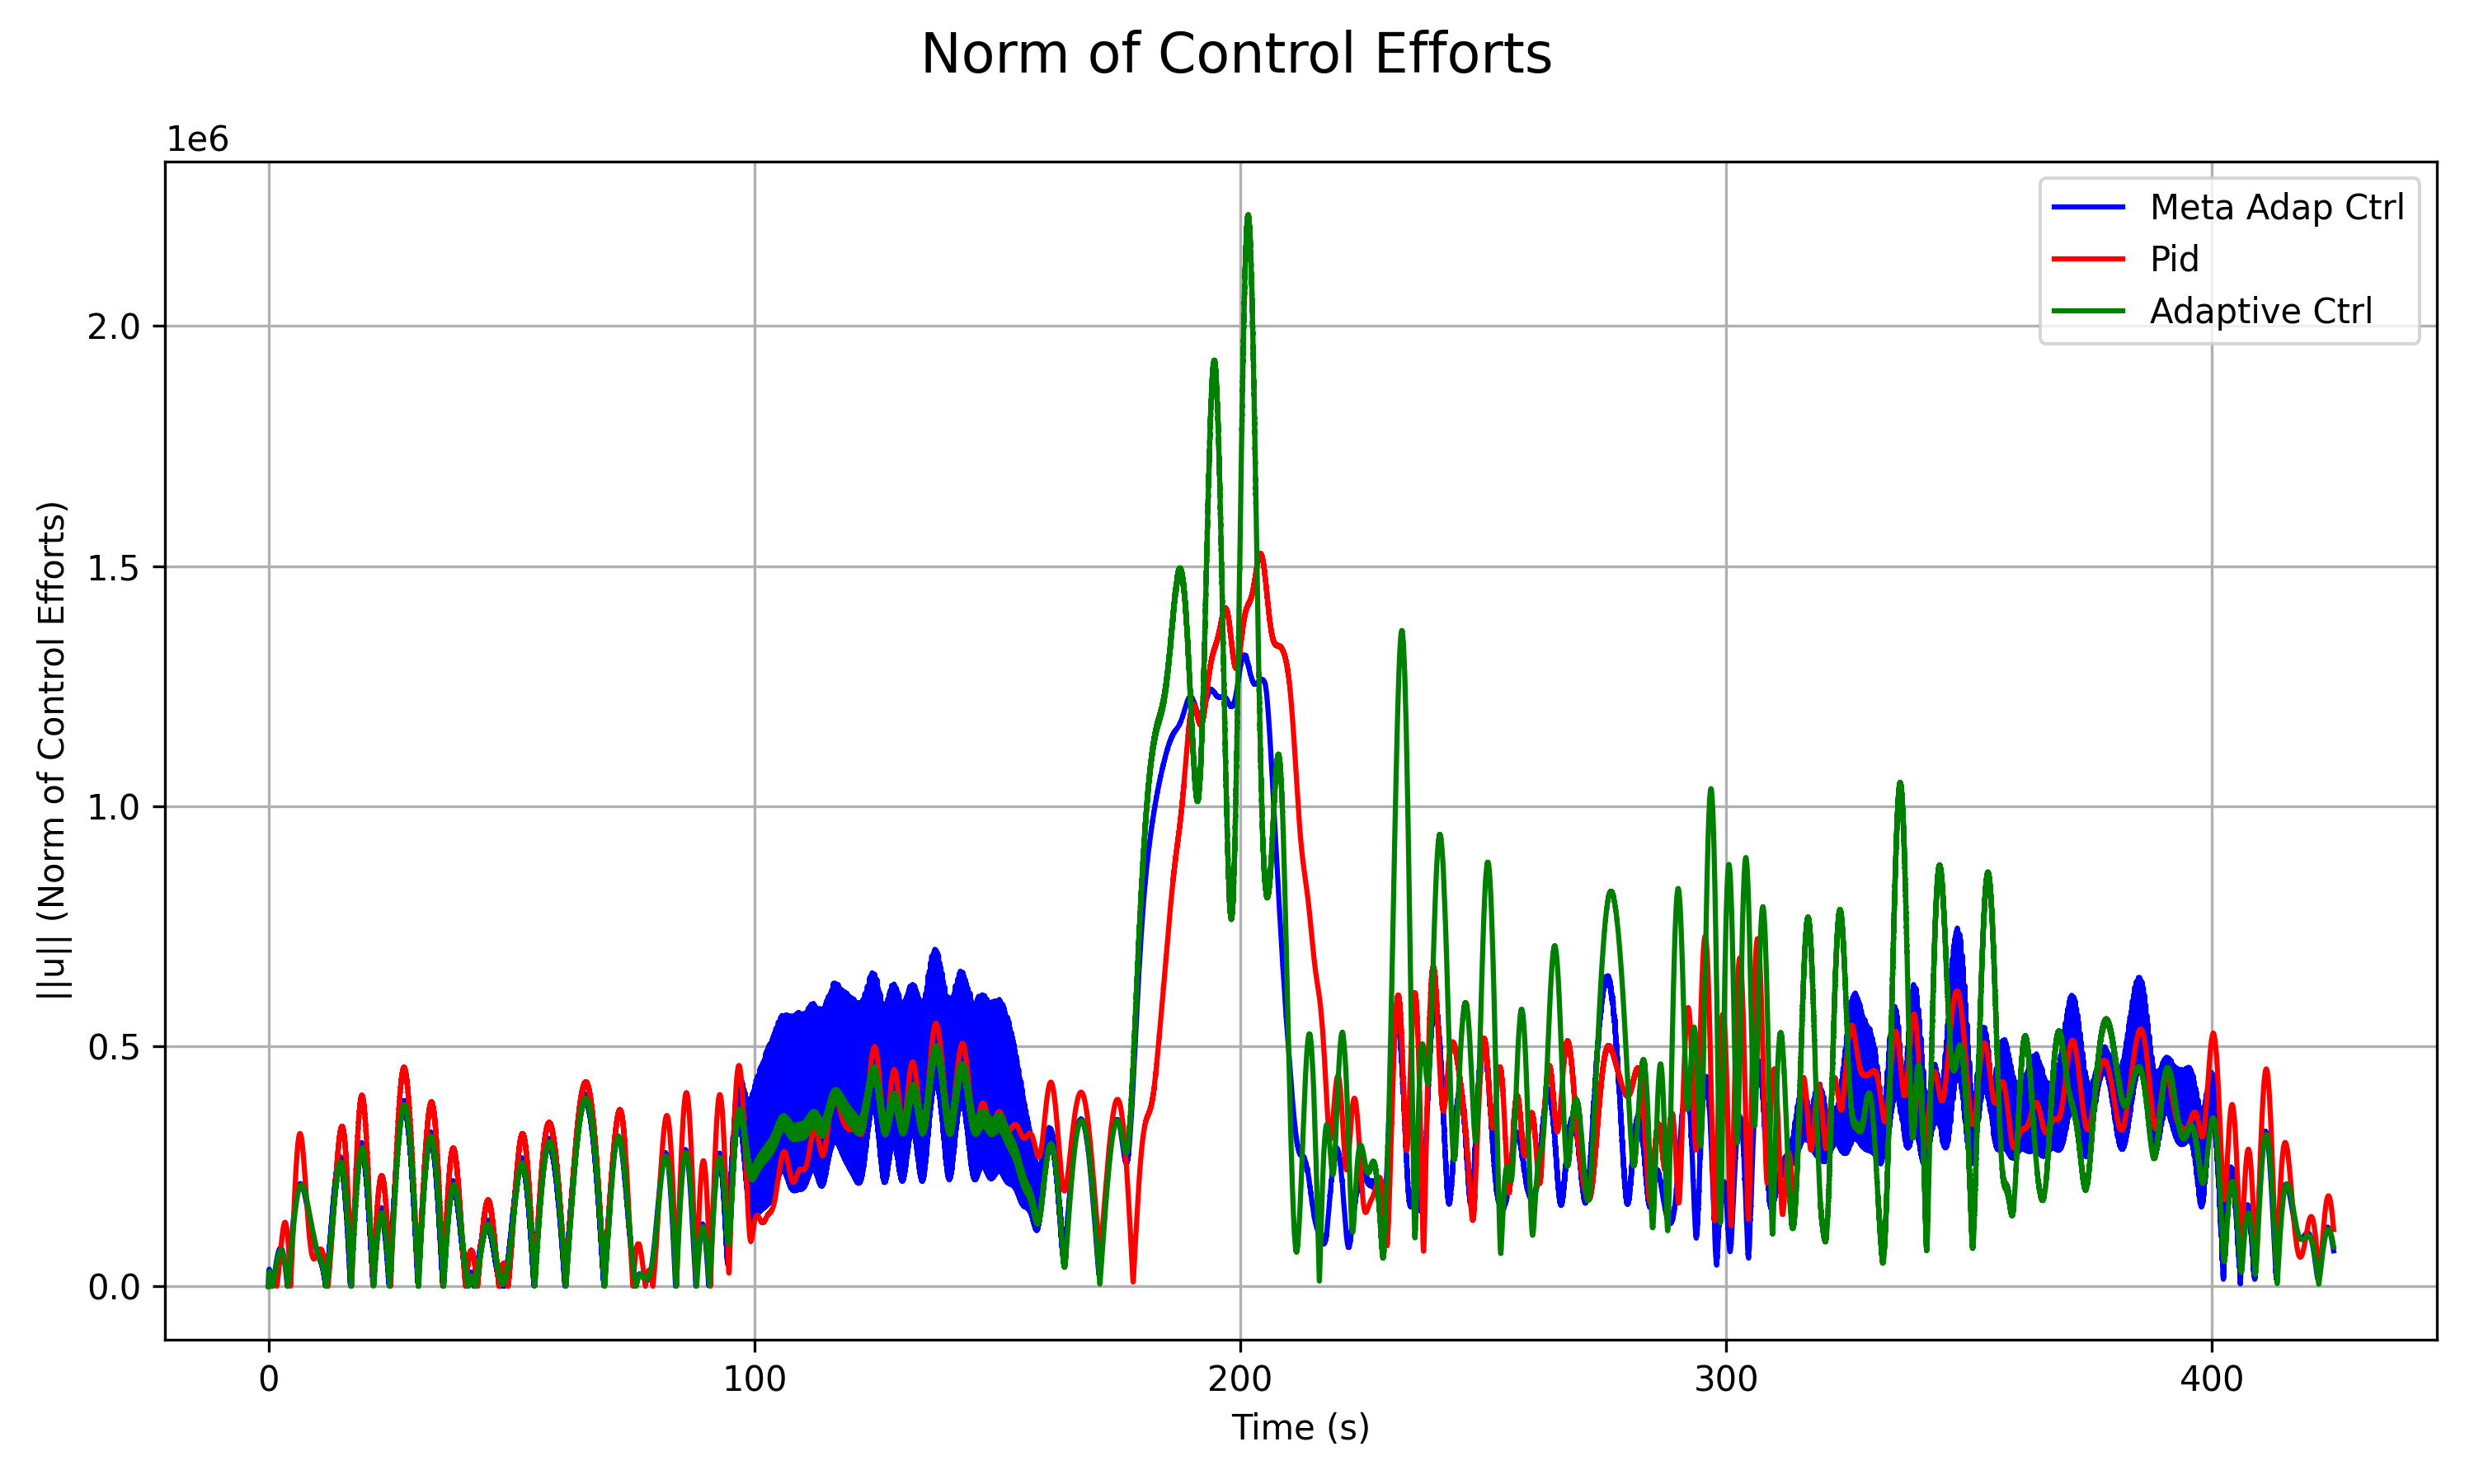 Norm of Control Efforts
1e6
Meta Adap Ctrl
Pid
Adaptive Ctrl
2.0
1.5
1.0
0.5
0.0
||u|| (Norm of Control Efforts)
0 100 200 300 400
Time (s)